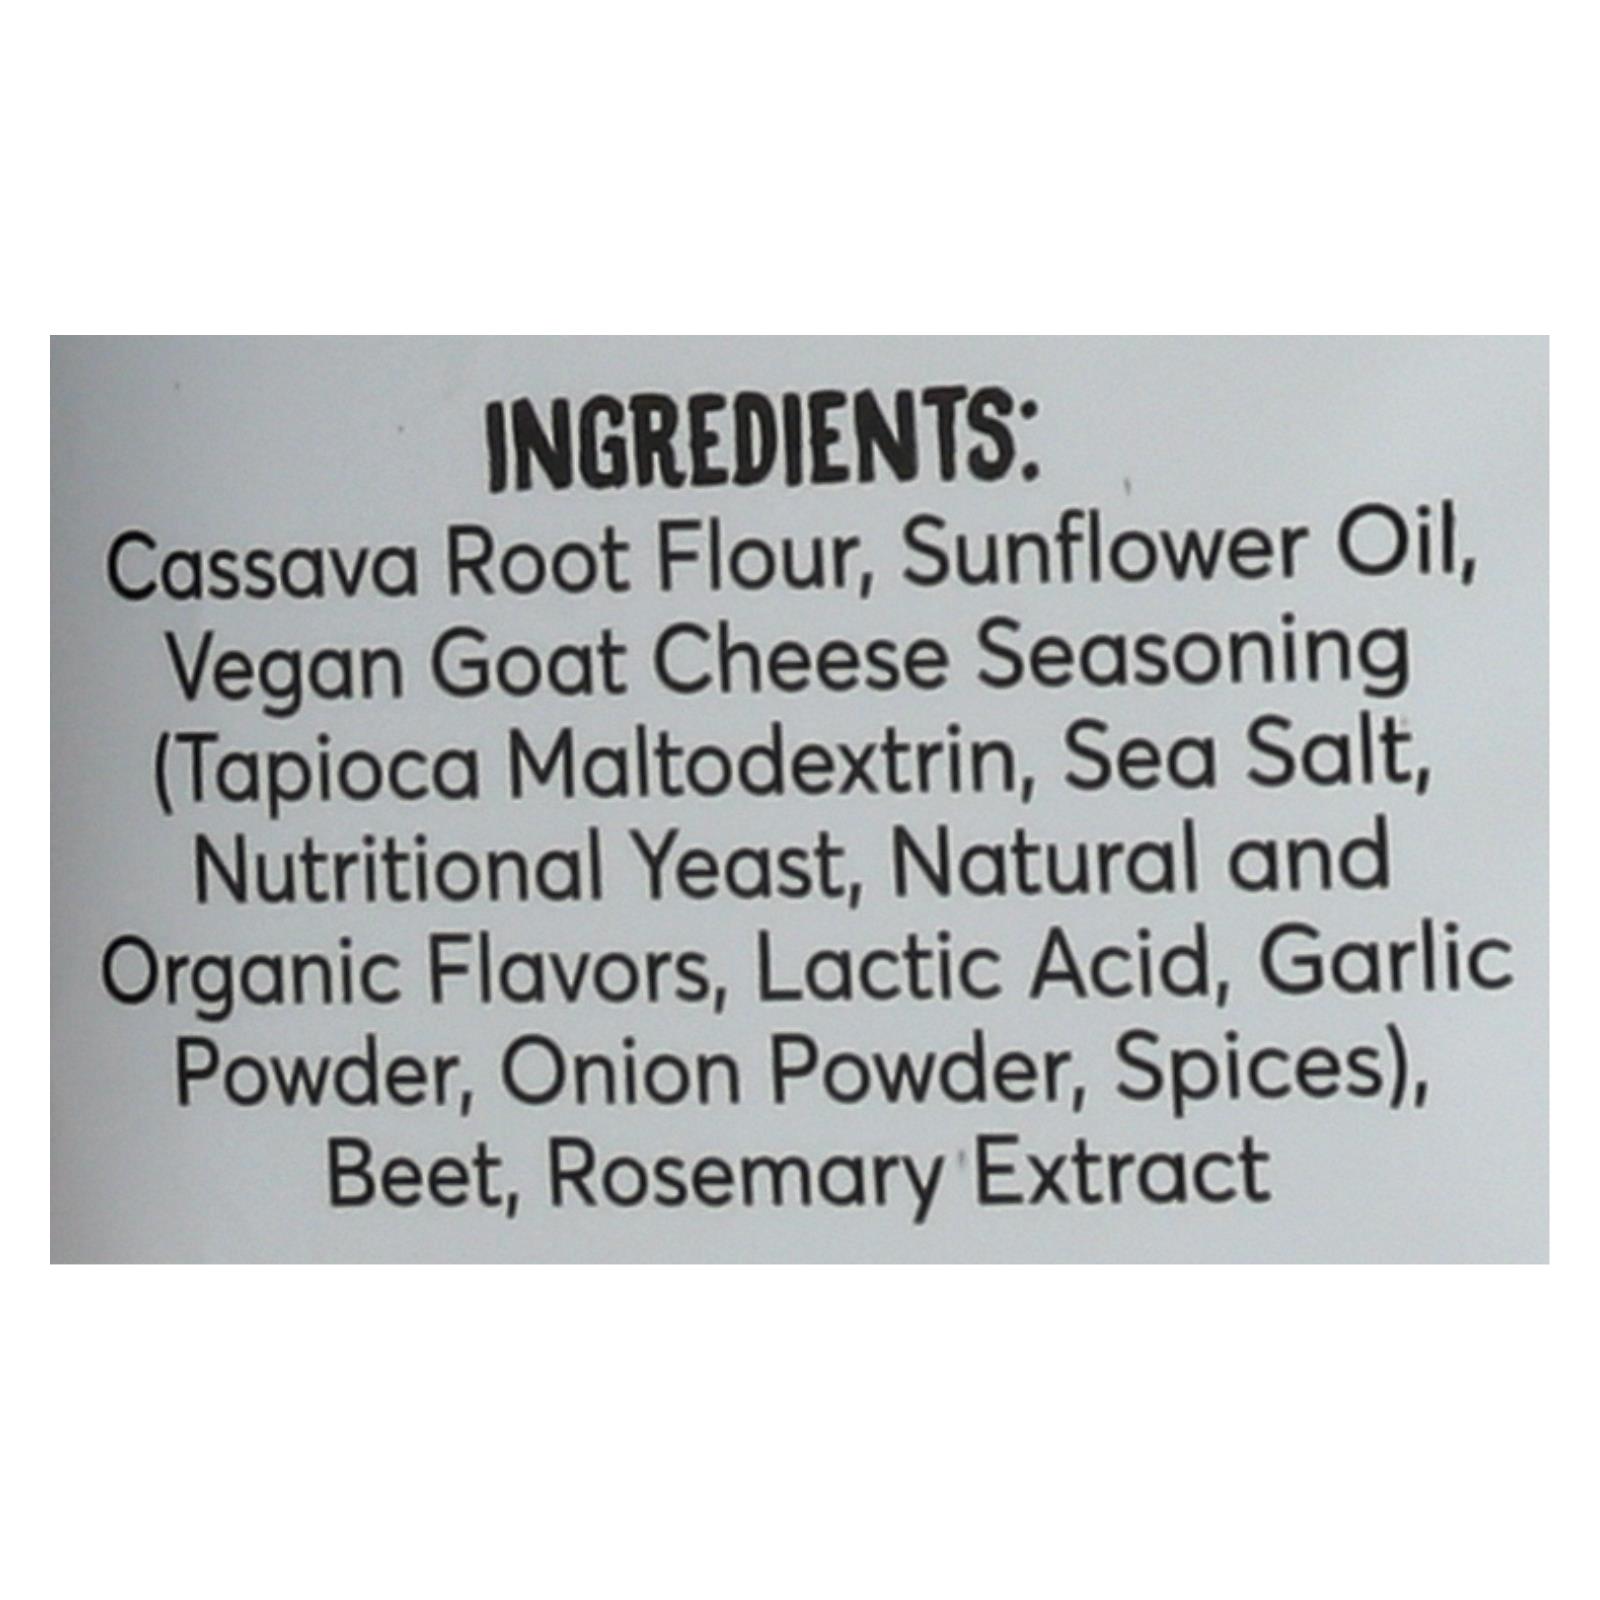 INGREDIENTS:
Cassava Root Flour, Sunflower Oil,
Vegan Goat Cheese Seasoning
(Tapioca Maltodextrin, Sea Salt,
Nutritional Yeast, Natural and
Organic Flavors, Lactic Acid, Garlic
Powder, Onion Powder, Spices),
Beet, Rosemary Extract